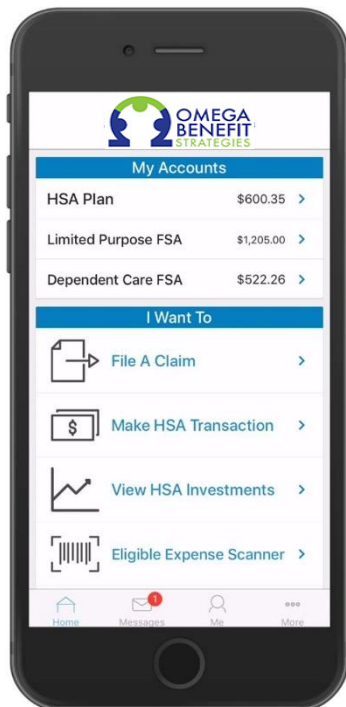 OMEGA
BENEFIT
STRATEGIES
My Accounts
HSA Plan $600.35 >
Limited Purpose FSA $1,205.00 >
Dependent Care FSA $522.26 >
I Want To
File A Claim >
$ Make HSA Transaction >
View HSA Investments >
Eligible Expense Scanner >
1
Home Messages Me More